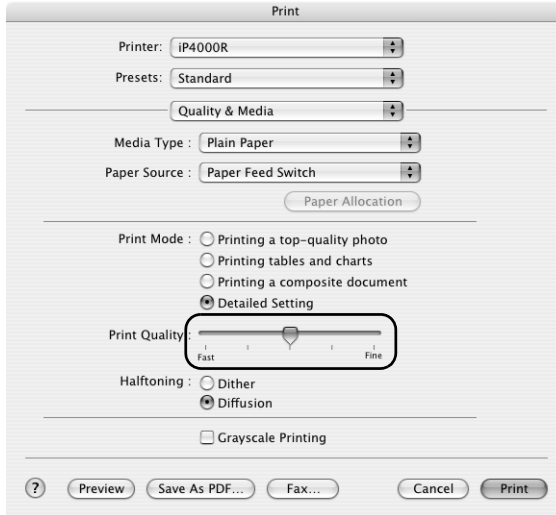 Print
Printer: iP4000R
Presets: Standard
Quality & Media
Media Type : Plain Paper
Paper Source : Paper Feed Switch
Paper Allocation
Print Mode : Printing a top-quality photo
Printing tables and charts
Printing a composite document
Detailed Setting
Print Quality :
Fast Fine
Halftoning : Dither
Diffusion
Grayscale Printing
? Preview Save As PDF... Fax... Cancel Print